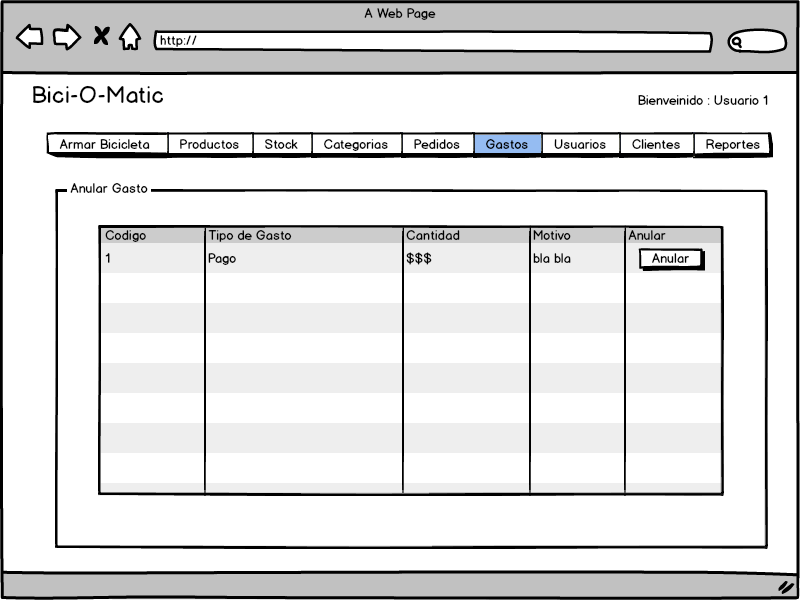 A Web Page
http://
Bici-O-Matic
Bienveinido : Usuario 1
Armar Bicicleta Productos Stock Categorias Pedidos Gastos Usuarios Clientes Reportes
Anular Gasto
Codigo Tipo de Gasto Cantidad Motivo Anular
1 Pago $$$ bla bla Anular